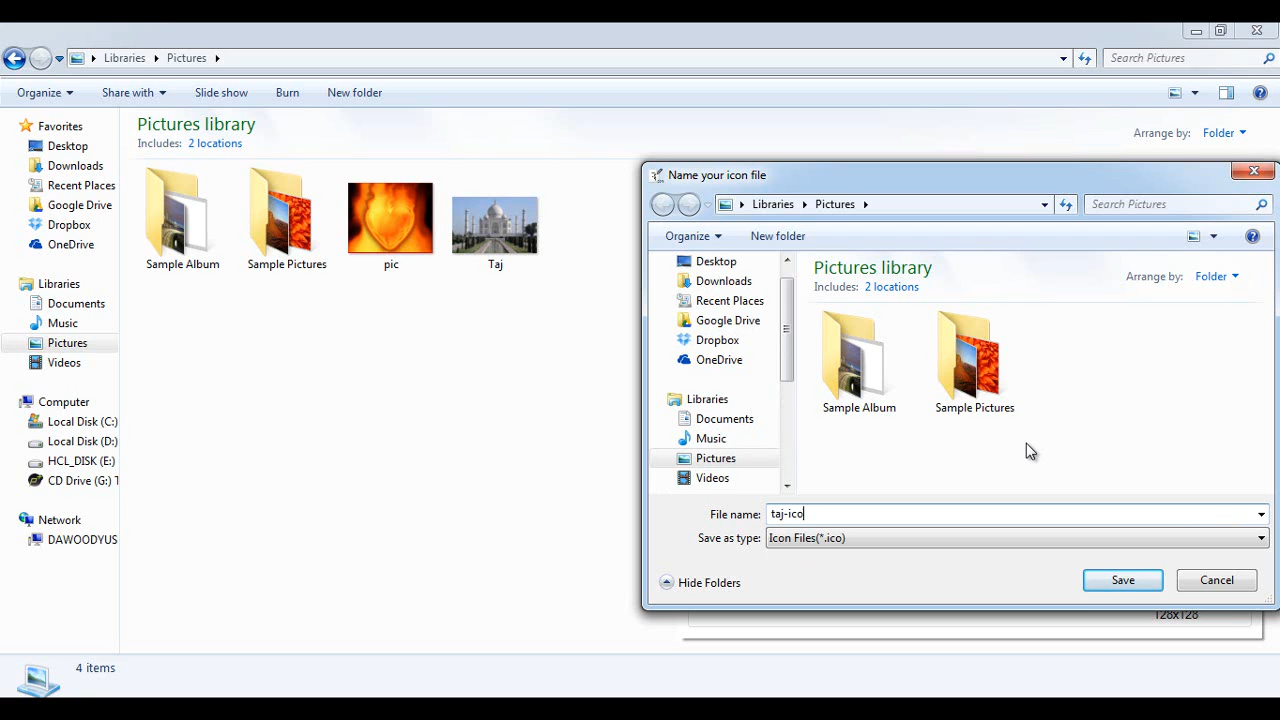 Libraries Pictures
Search Pictures
Organize Share with Slide show Burn New folder
Favorites
Desktop
Downloads
Recent Places
Google Drive
Dropbox
OneDrive
Libraries
Documents
Music
Pictures
Videos
Computer
Local Disk (C:)
Local Disk (D:)
HCL_DISK (E:)
CD Drive (G:) T
Network
DAWOODYUS
Pictures library
Includes: 2 locations
Arrange by: Folder
Sample Album
Sample Pictures
pic
Taj
4 items
Name your icon file
Libraries Pictures
Search Pictures
Organize New folder
Desktop
Downloads
Recent Places
Google Drive
Dropbox
OneDrive
Libraries
Documents
Music
Pictures
Videos
Pictures library
Includes: 2 locations
Arrange by: Folder
Sample Album
Sample Pictures
File name: taj-ico
Save as type: Icon Files(*.ico)
Hide Folders
Save
Cancel
128x128